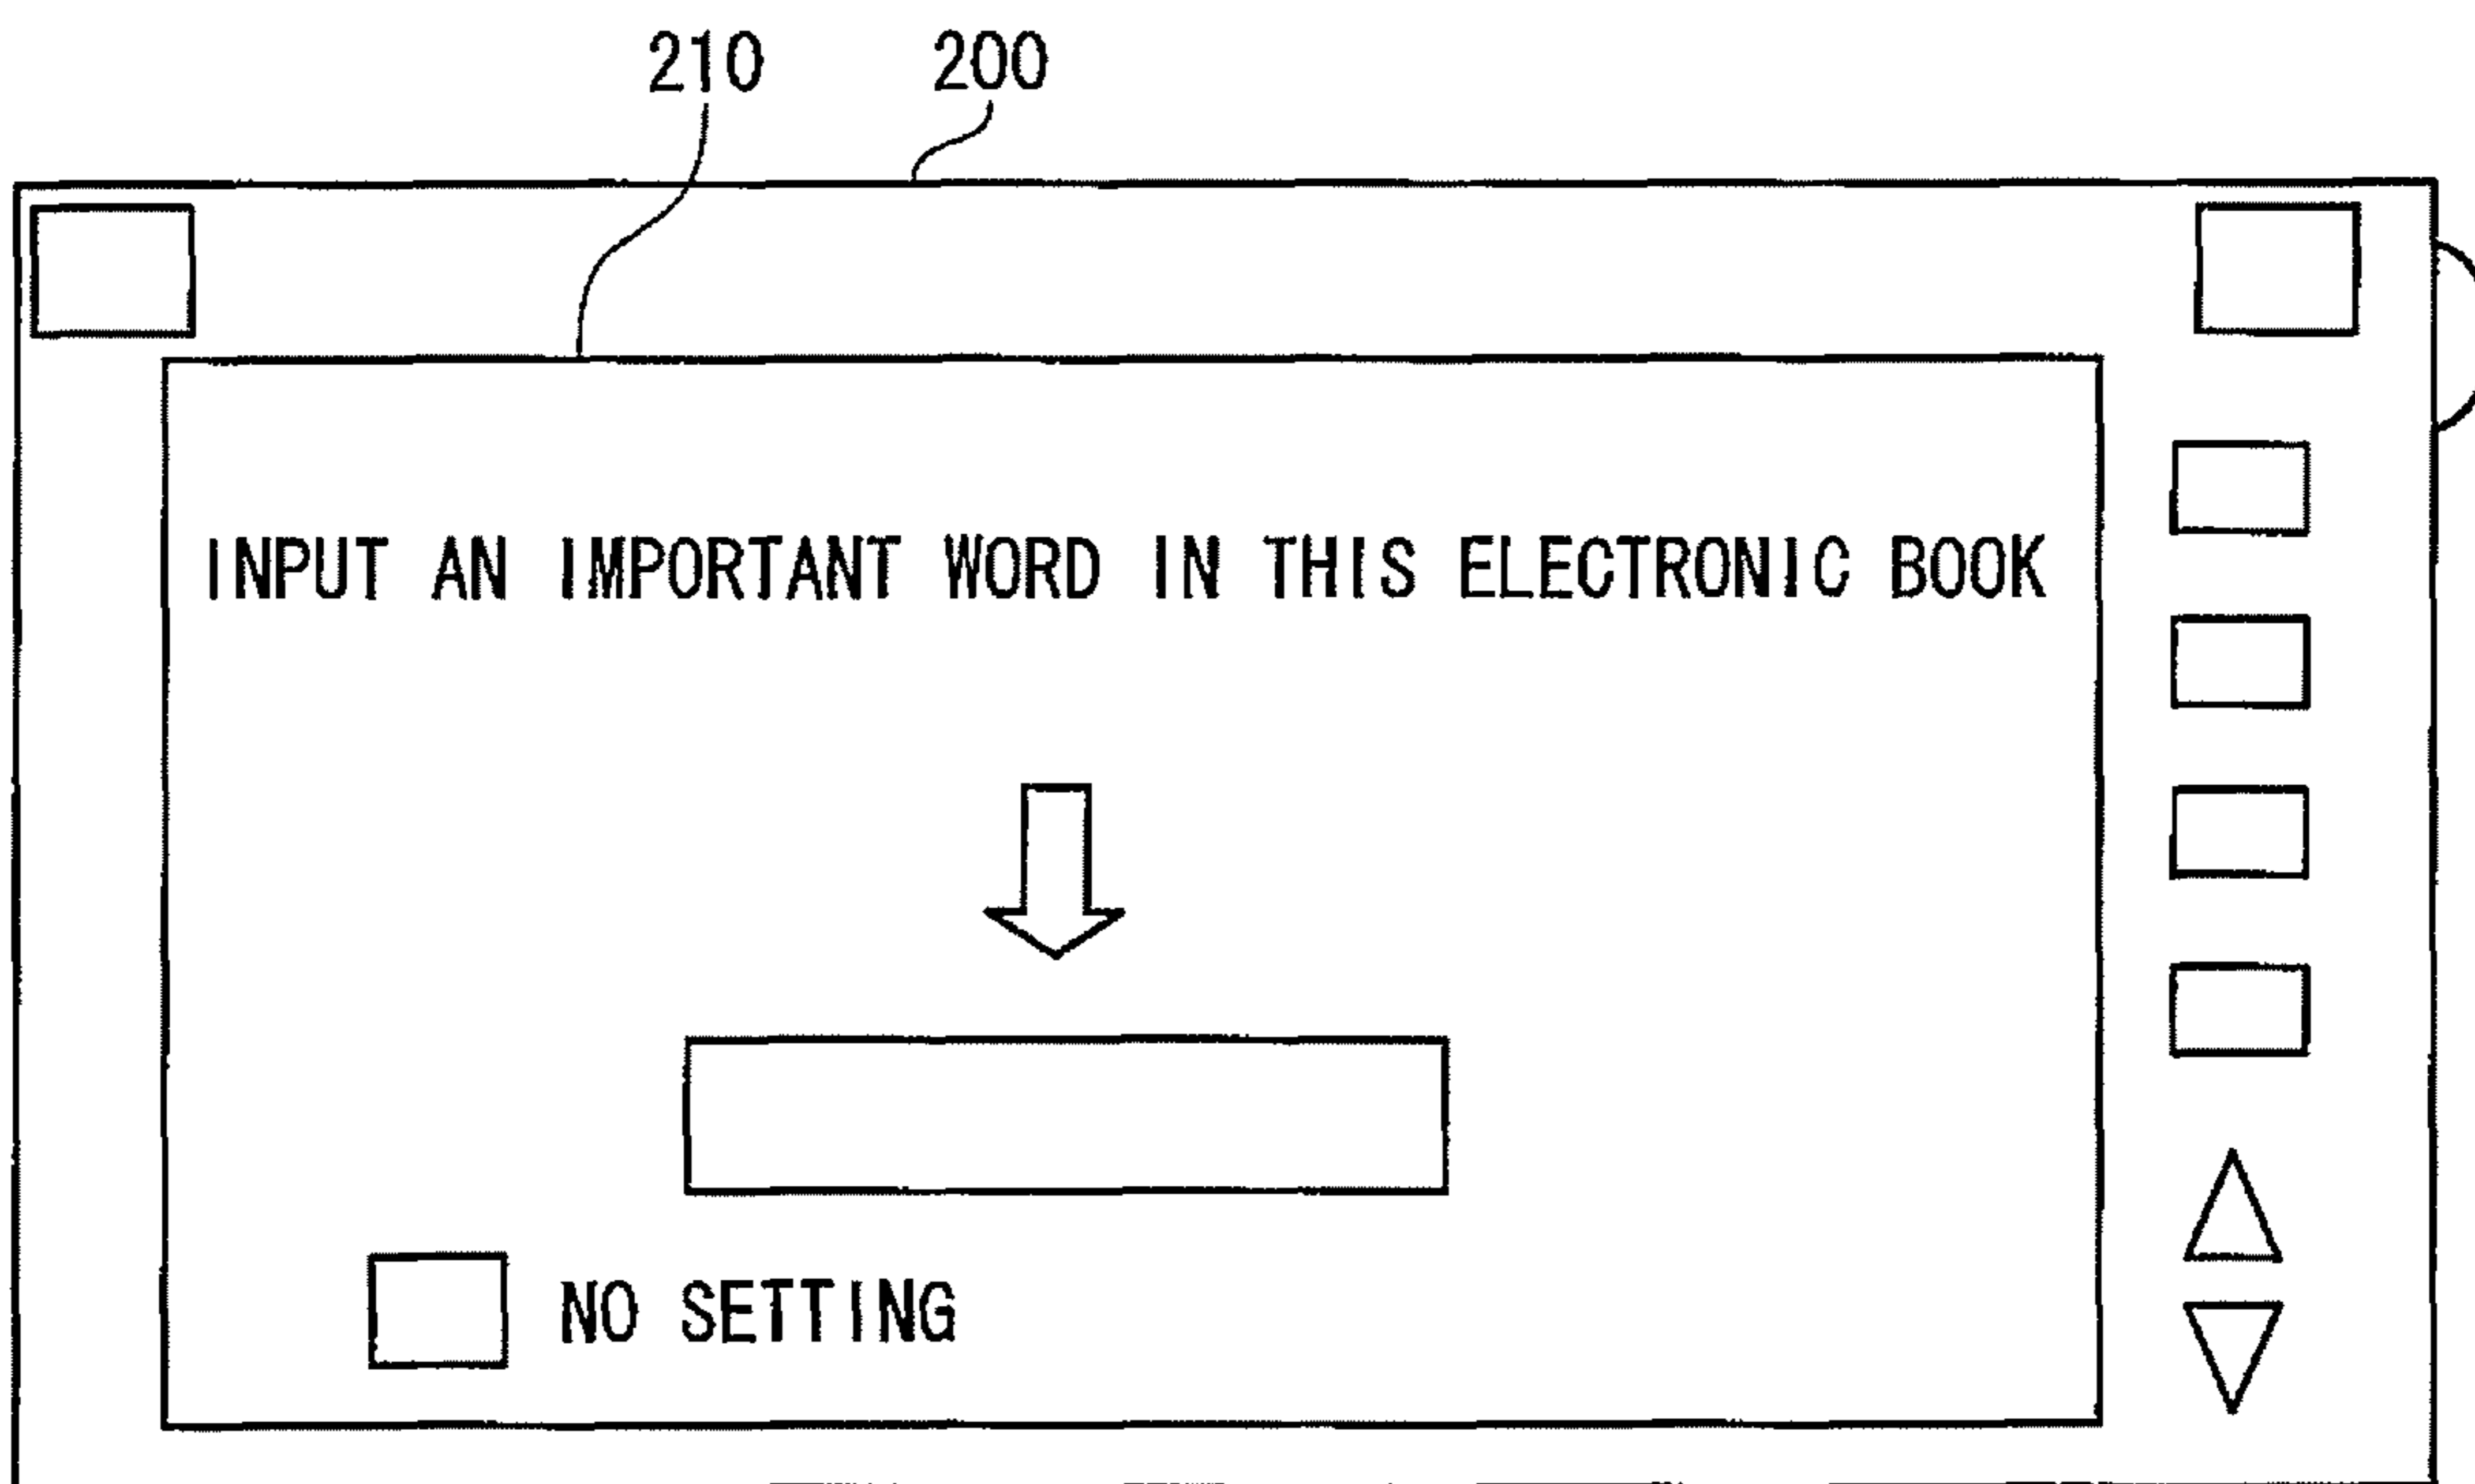 210 200
INPUT AN IMPORTANT WORD IN THIS ELECTRONIC BOOK
NO SETTING